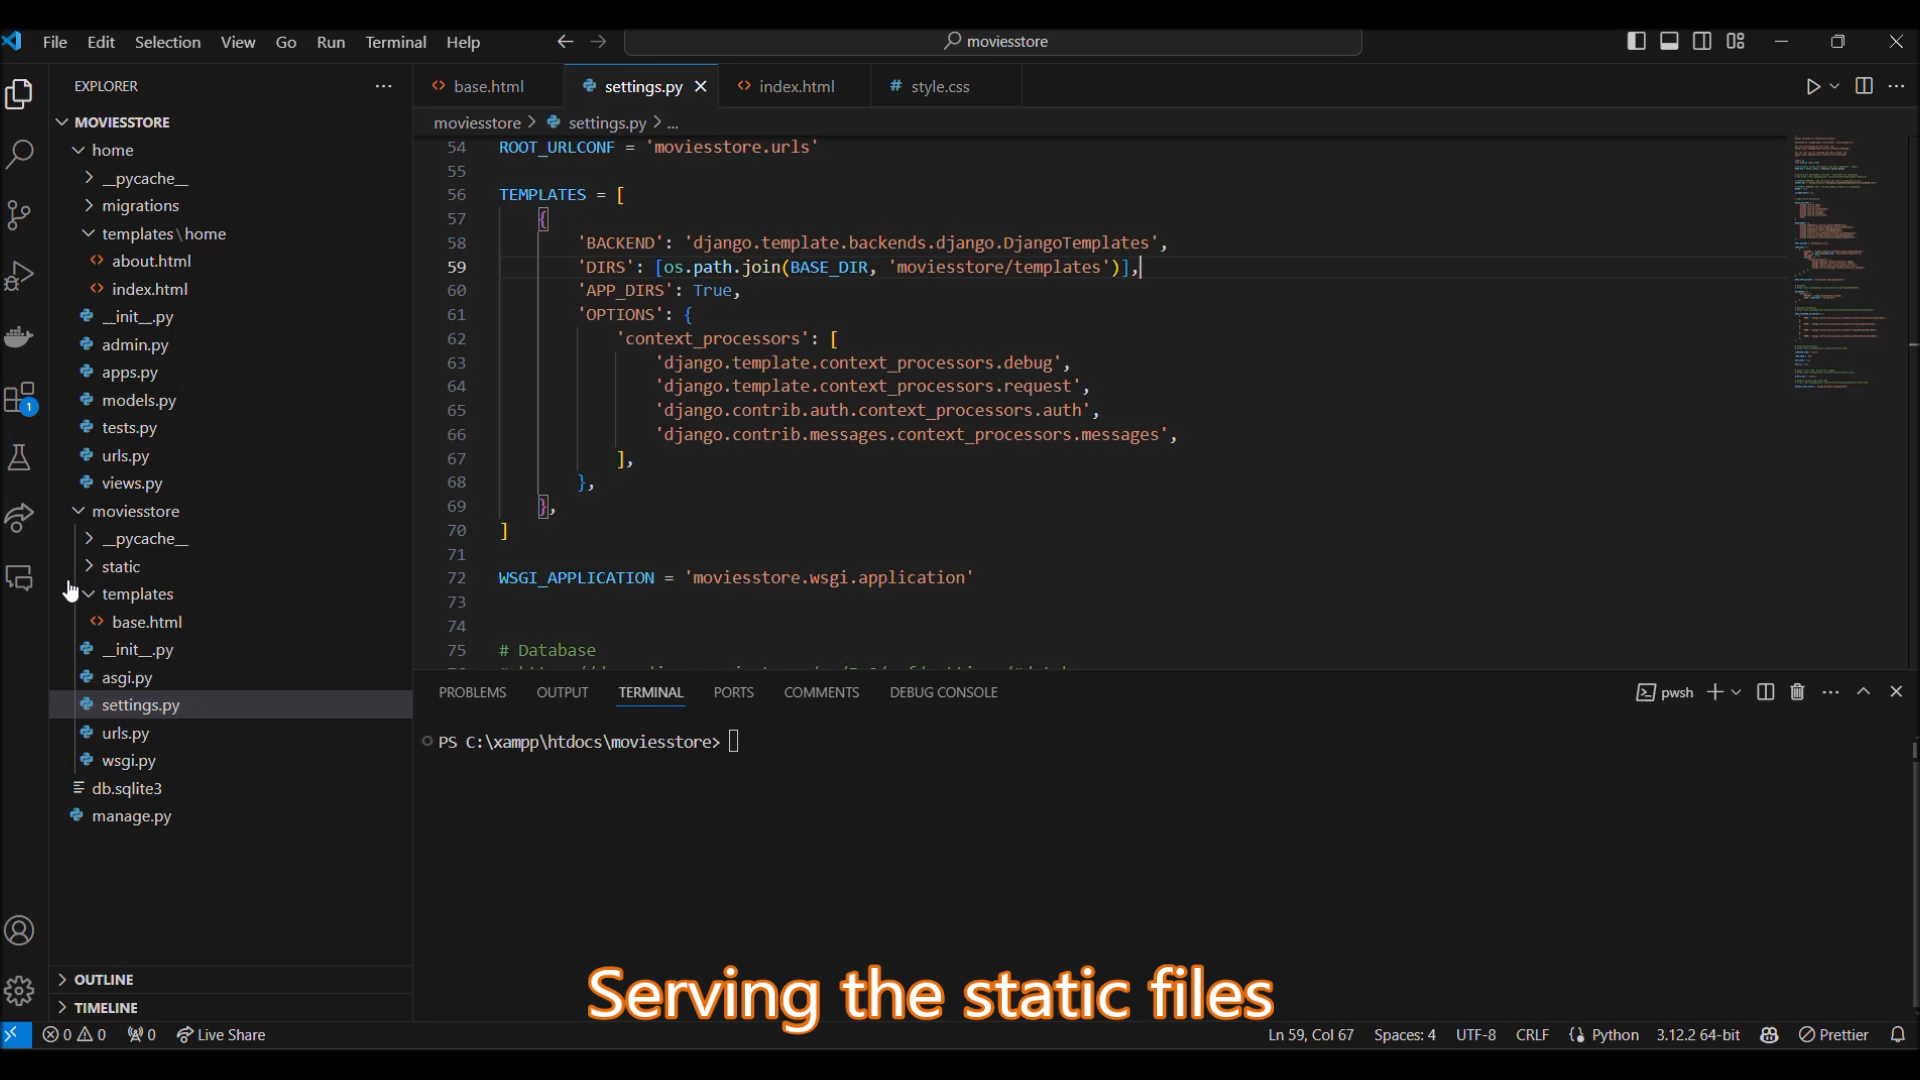 File Edit Selection View Go Run Terminal Help
moviesstore
EXPLORER
MOVIESSTORE
home
__pycache__
migrations
templates\home
about.html
index.html
__init__.py
admin.py
apps.py
models.py
tests.py
urls.py
views.py
moviesstore
__pycache__
static
templates
base.html
__init__.py
asgi.py
settings.py
urls.py
wsgi.py
db.sqlite3
manage.py
OUTLINE
TIMELINE
base.html settings.py index.html # style.css
moviesstore > settings.py > ...
54 ROOT_URLCONF = 'moviesstore.urls'
55
56 TEMPLATES = [
57 {
58 'BACKEND': 'django.template.backends.django.DjangoTemplates',
59 'DIRS': [os.path.join(BASE_DIR, 'moviesstore/templates')],
60 'APP_DIRS': True,
61 'OPTIONS': {
62 'context_processors': [
63 'django.template.context_processors.debug',
64 'django.template.context_processors.request',
65 'django.contrib.auth.context_processors.auth',
66 'django.contrib.messages.context_processors.messages',
67 ],
68 },
69 },
70 ]
71
72 WSGI_APPLICATION = 'moviesstore.wsgi.application'
73
74
75 # Database
PROBLEMS OUTPUT TERMINAL PORTS COMMENTS DEBUG CONSOLE
pwsh
PS C:\xampp\htdocs\moviesstore>
1
Serving the static files
0 0 0 Live Share
Ln 59, Col 67 Spaces: 4 UTF-8 CRLF Python 3.12.2 64-bit Prettier